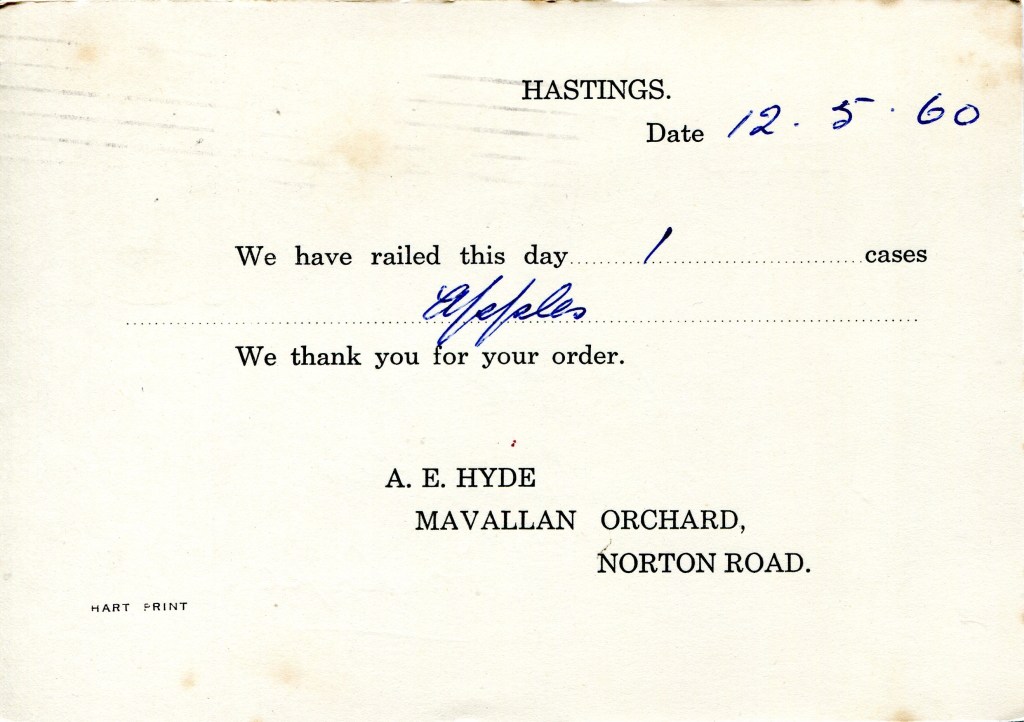 HASTINGS.
Date 12 . 5 . 60
We have railed this day.........1..............................cases
Apples
We thank you for your order.
A. E. HYDE
MAVALLAN ORCHARD,
NORTON ROAD.
HART PRINT